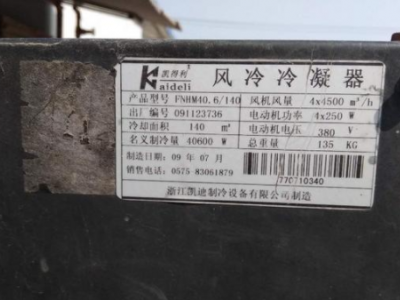 凯得利
Kaideli
风冷冷凝器
产品型号 FNHM40.6/140 风机风量 4x4500 m³/h
出厂编号 091123736 电动机功率 4x250 W
冷却面积 140 m² 电动机电压 380 V
名义制冷量 40600 W 总重量 135 KG
制造日期 09 年 07 月
销售电话：0575-83061879
770710340
浙江凯迪制冷设备有限公司制造